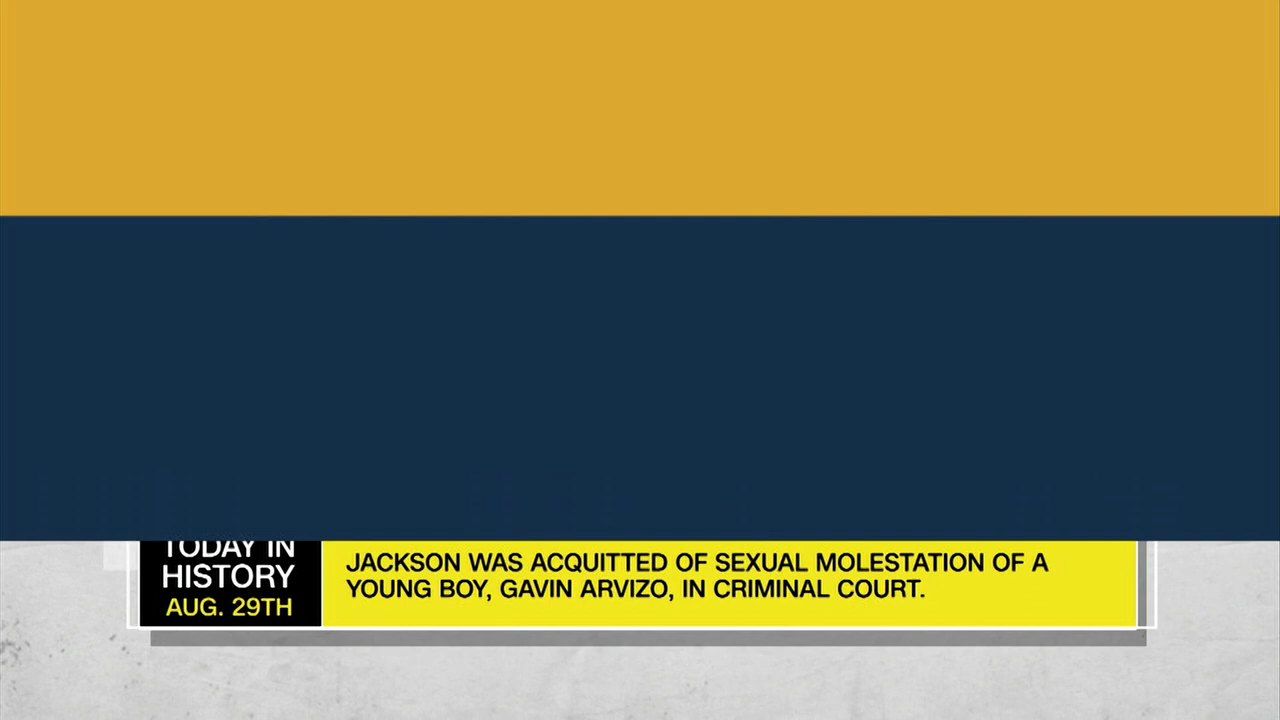 TODAY IN
HISTORY
AUG. 29TH
JACKSON WAS ACQUITTED OF SEXUAL MOLESTATION OF A
YOUNG BOY, GAVIN ARVIZO, IN CRIMINAL COURT.